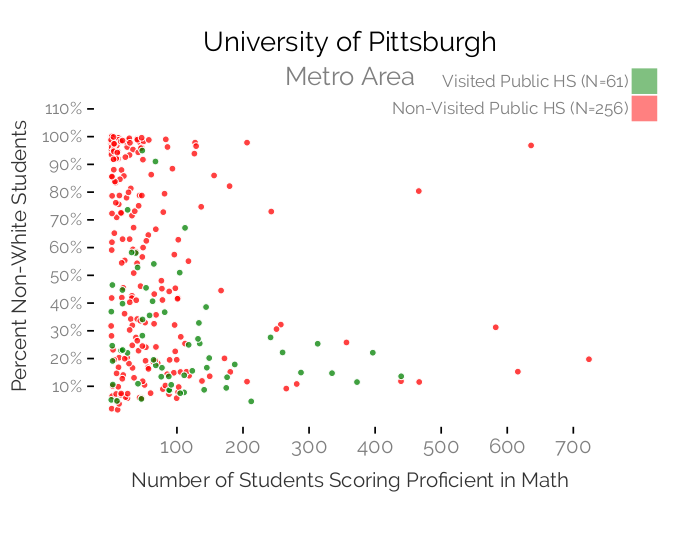 University of Pittsburgh
Metro Area
Visited Public HS (N=61)
Non-Visited Public HS (N=256)
Percent Non-White Students
110%
100%
90%
80%
70%
60%
50%
40%
30%
20%
10%
100 200 300 400 500 600 700
Number of Students Scoring Proficient in Math